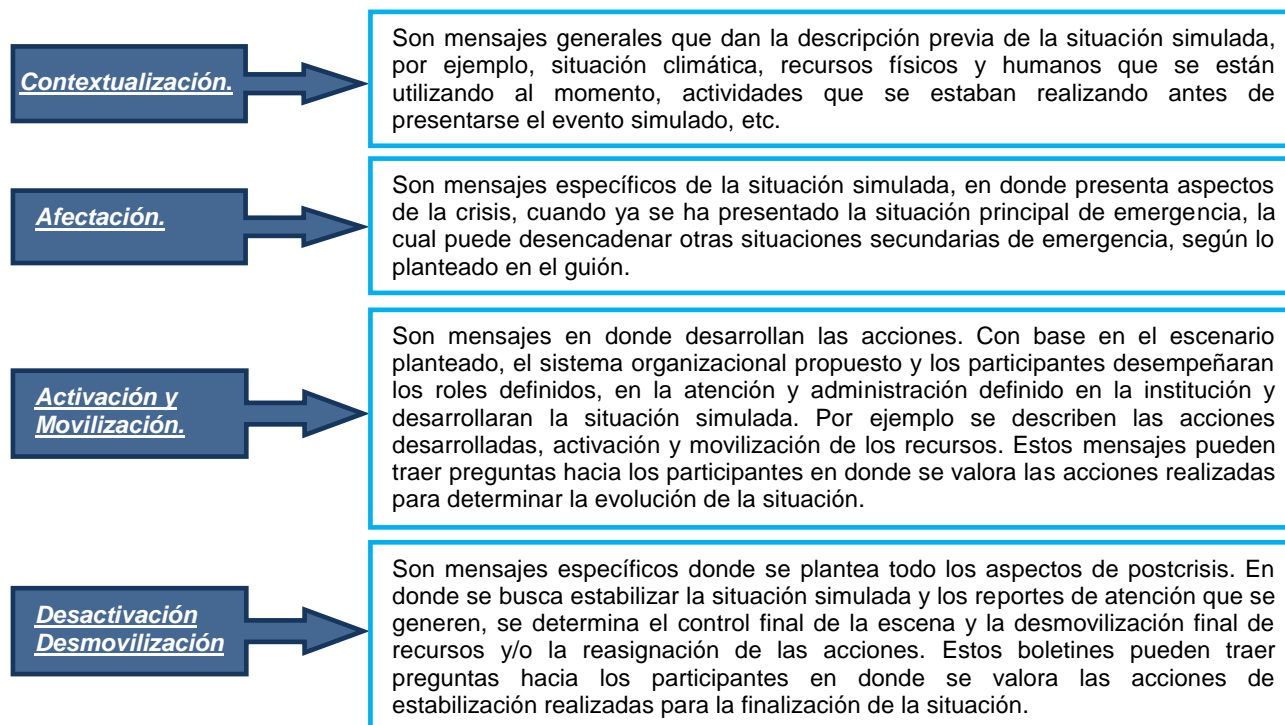 Contextualización.
Son mensajes generales que dan la descripción previa de la situación simulada,
por ejemplo, situación climática, recursos físicos y humanos que se están
utilizando al momento, actividades que se estaban realizando antes de
presentarse el evento simulado, etc.
Afectación.
Son mensajes específicos de la situación simulada, en donde presenta aspectos
de la crisis, cuando ya se ha presentado la situación principal de emergencia, la
cual puede desencadenar otras situaciones secundarias de emergencia, según lo
planteado en el guión.
Activación y
Movilización.
Son mensajes en donde desarrollan las acciones. Con base en el escenario
planteado, el sistema organizacional propuesto y los participantes desempeñaran
los roles definidos, en la atención y administración definido en la institución y
desarrollaran la situación simulada. Por ejemplo se describen las acciones
desarrolladas, activación y movilización de los recursos. Estos mensajes pueden
traer preguntas hacia los participantes en donde se valora las acciones realizadas
para determinar la evolución de la situación.
Desactivación
Desmovilización
Son mensajes específicos donde se plantea todo los aspectos de postcrisis. En
donde se busca estabilizar la situación simulada y los reportes de atención que se
generen, se determina el control final de la escena y la desmovilización final de
recursos y/o la reasignación de las acciones. Estos boletines pueden traer
preguntas hacia los participantes en donde se valora las acciones de
estabilización realizadas para la finalización de la situación.